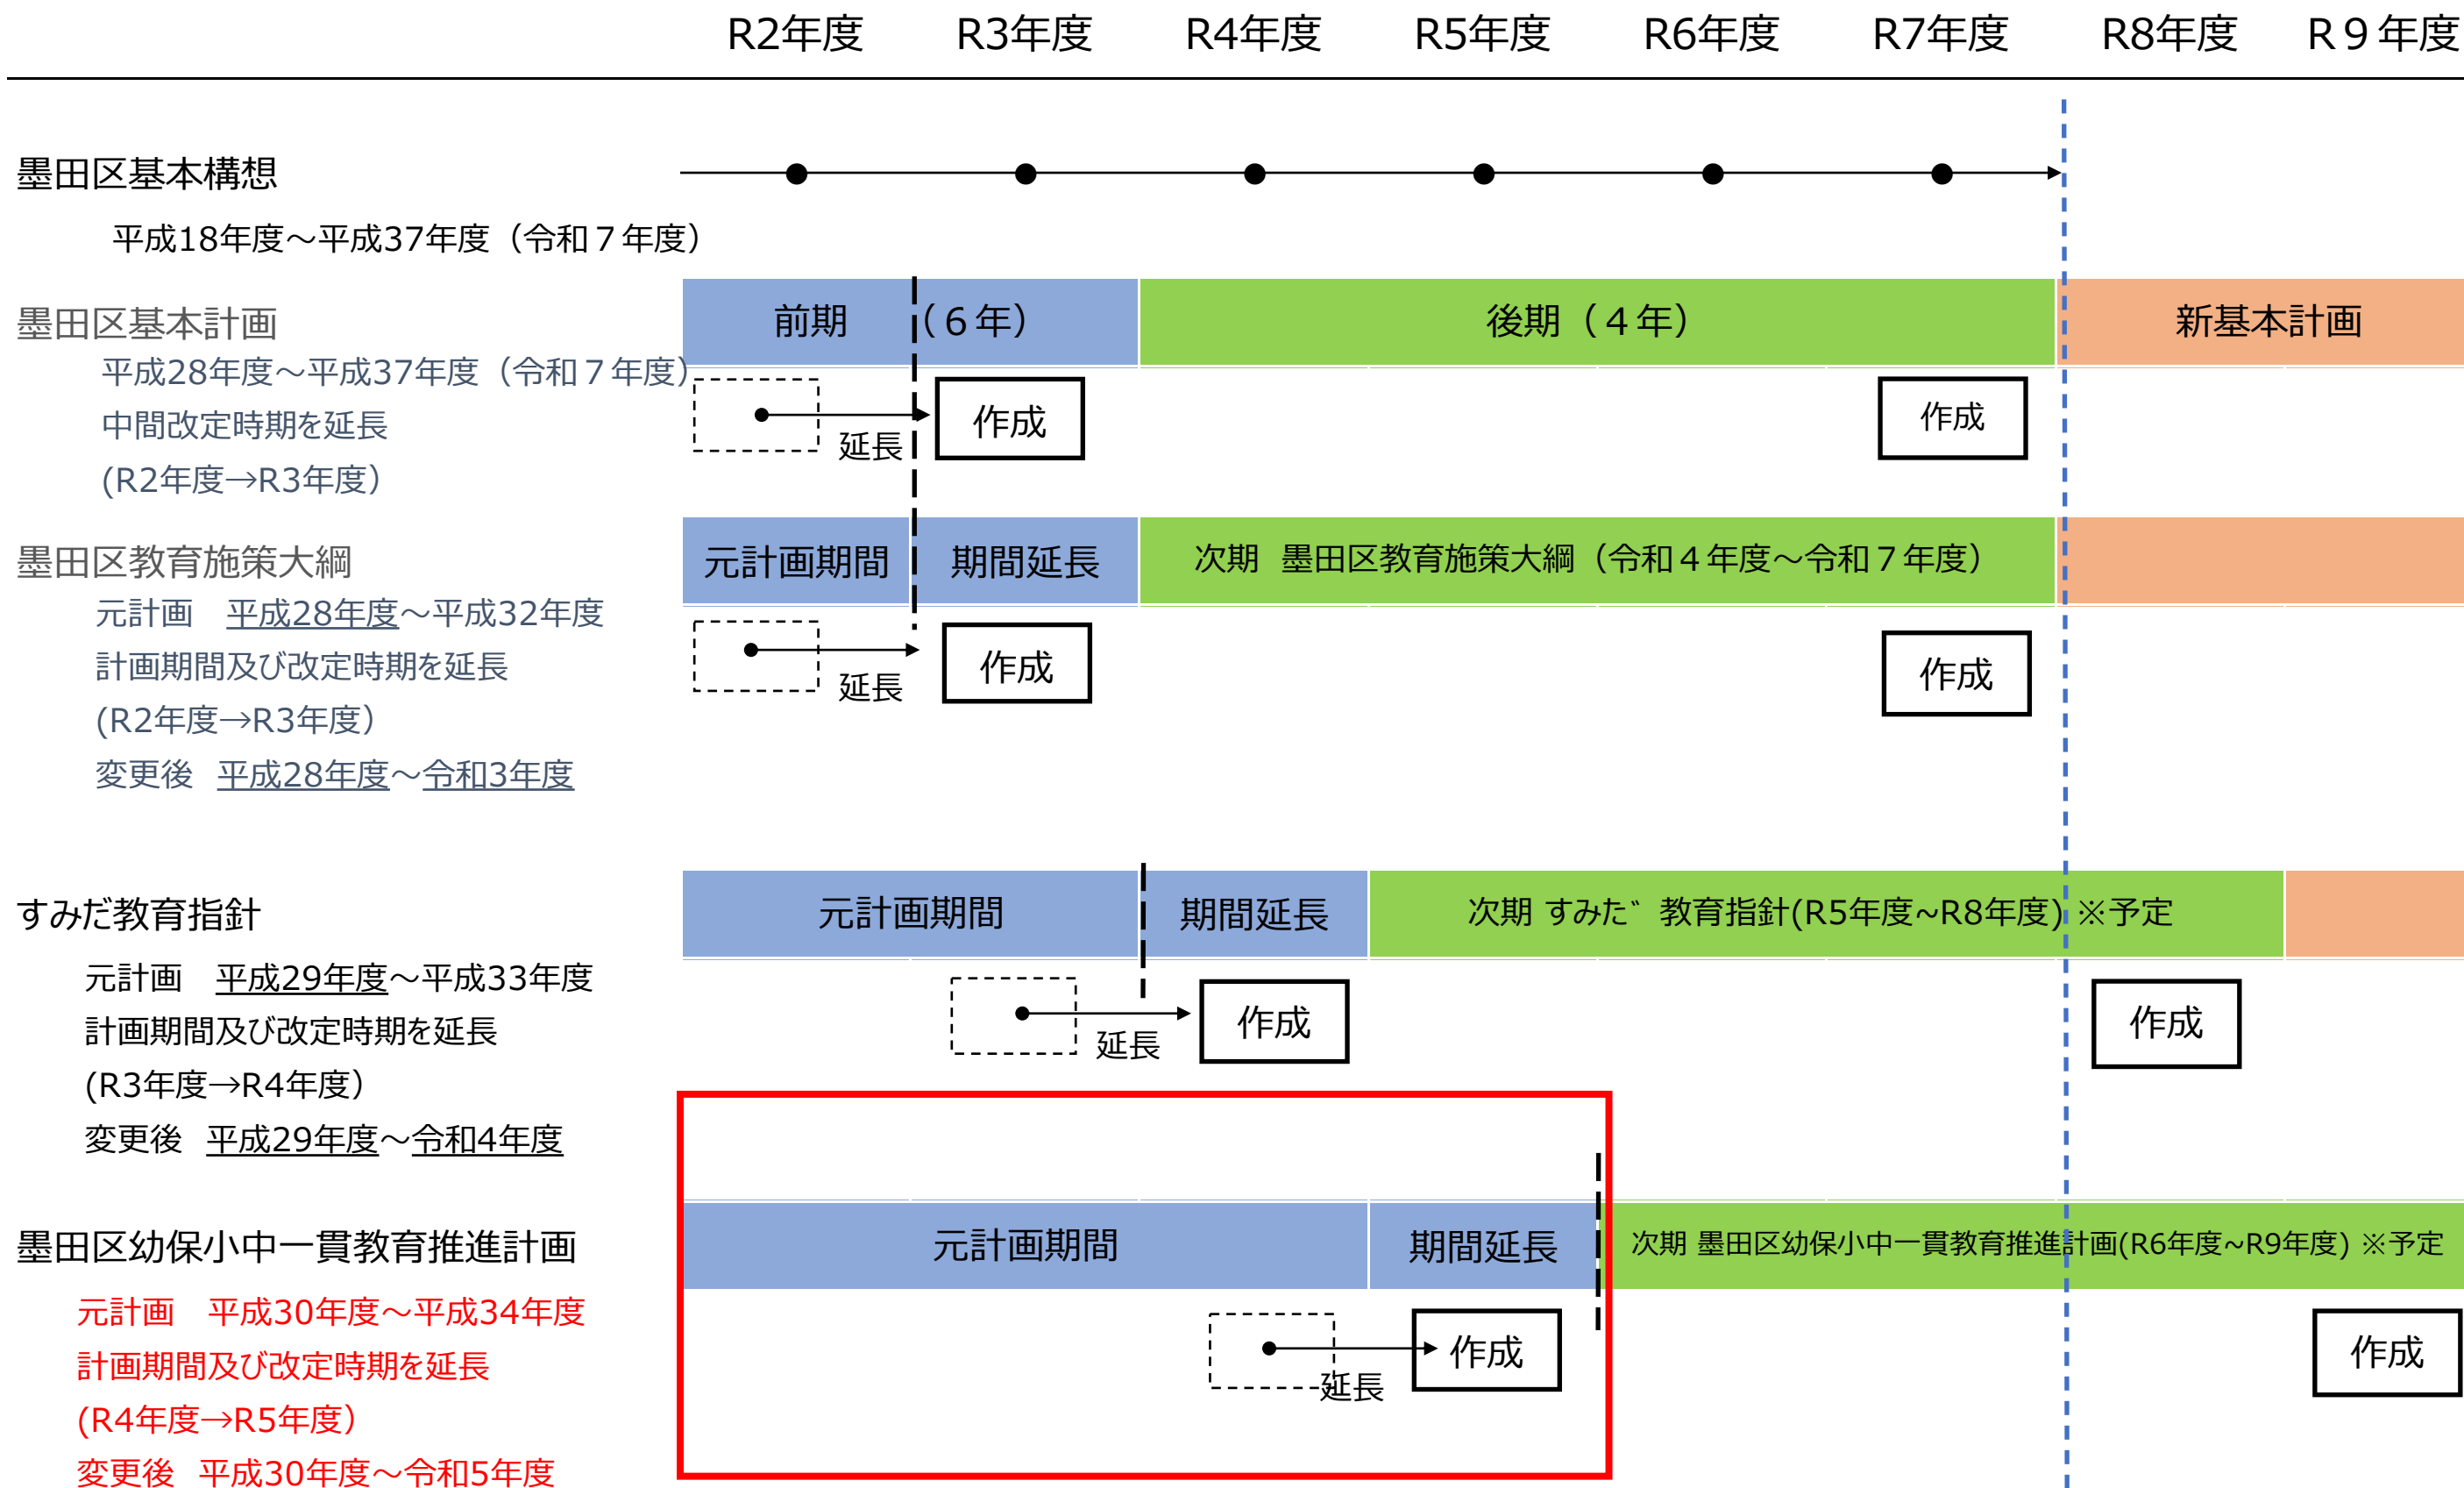 R2年度 R3年度 R4年度 R5年度 R6年度 R7年度 R8年度 R９年度
墨田区基本構想
平成18年度～平成37年度（令和７年度）
墨田区基本計画
前期 （６年）
後期（４年）
新基本計画
平成28年度～平成37年度（令和７年度）
中間改定時期を延長
(R2年度→R3年度）
延長
作成
作成
墨田区教育施策大綱
元計画期間
期間延長
次期 墨田区教育施策大綱（令和４年度～令和７年度）
元計画 平成28年度～平成32年度
計画期間及び改定時期を延長
(R2年度→R3年度）
変更後 平成28年度～令和3年度
延長
作成
作成
すみだ教育指針
元計画期間
期間延長
次期 すみだ教育指針(R5年度~R8年度) ※予定
元計画 平成29年度～平成33年度
計画期間及び改定時期を延長
(R3年度→R4年度）
変更後 平成29年度～令和4年度
延長
作成
作成
墨田区幼保小中一貫教育推進計画
元計画期間
期間延長
次期 墨田区幼保小中一貫教育推進計画(R6年度~R9年度) ※予定
元計画 平成30年度～平成34年度
計画期間及び改定時期を延長
(R4年度→R5年度）
変更後 平成30年度～令和5年度
延長
作成
作成